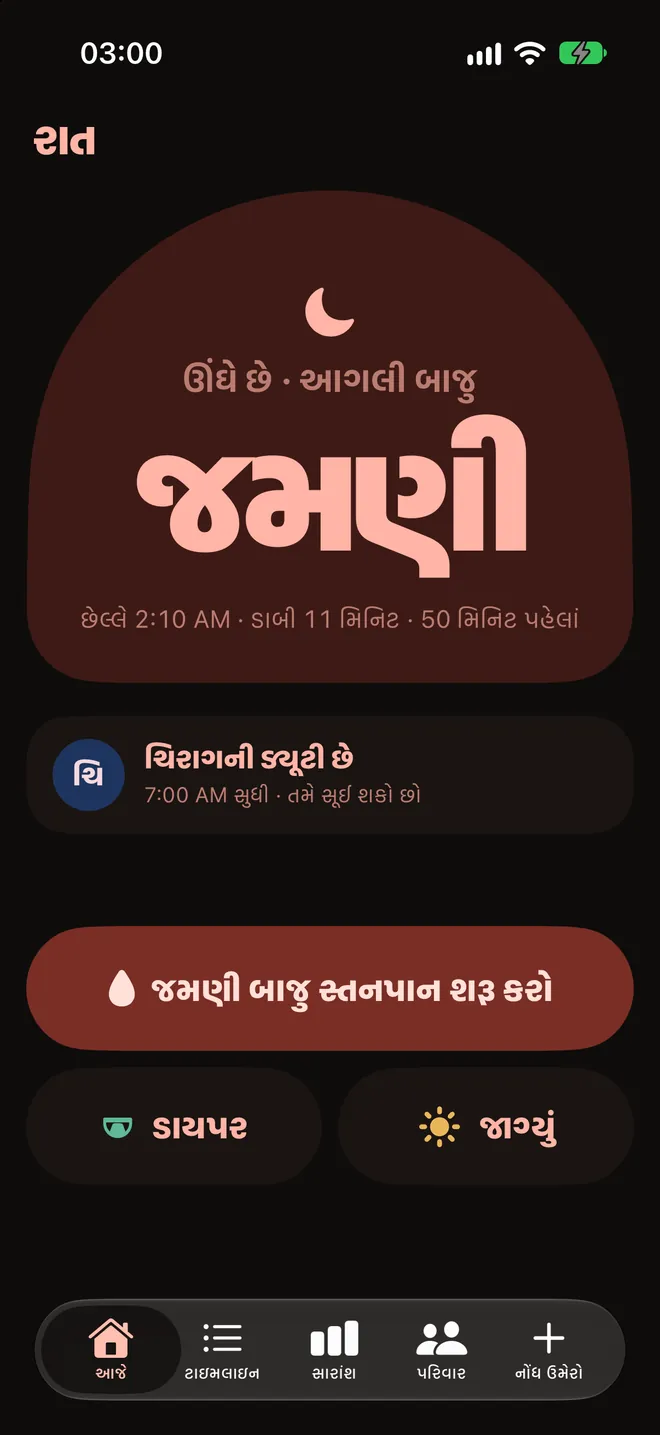 03:00
રાત
ઊંઘે છે · આગલી બાજુ
જમણી
છેલ્લે 2:10 AM · ડાબી 11 મિનિટ · 50 મિનિટ પહેલાં
ચિ
ચિરાગની ડ્યૂટી છે
7:00 AM સુધી · તમે સૂઈ શકો છો
જમણી બાજુ સ્તનપાન શરૂ કરો
ડાયપર
જાગ્યું
આજે
ટાઇમલાઇન
સારાંશ
પરિવાર
નોંધ ઉમેરો